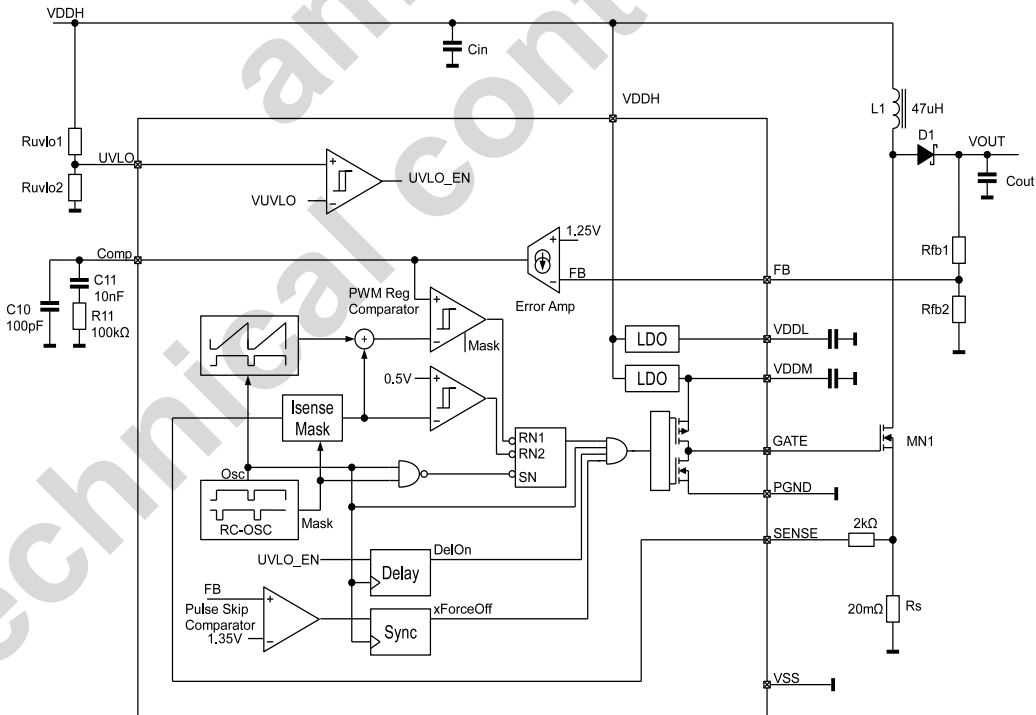 VDDH
Cin
VDDH
L1
47uH
D1
VOUT
Cout
Ruvlo1
UVLO
Ruvlo2
UVLO_EN
VUVLO
Comp
1.25V
FB
Error Amp
FB
Rfb1
Rfb2
C11
10nF
C10
100pF
R11
100kΩ
PWM Reg
Comparator
Mask
LDO
VDDL
LDO
VDDM
0.5V
Isense
Mask
RN1
RN2
SN
GATE
MN1
PGND
Osc
RC-OSC
Mask
SENSE
2kΩ
UVLO_EN
Delay
DelOn
FB
Pulse Skip
Comparator
1.35V
Sync
xForceOff
20mΩ
Rs
VSS
am
technical cont